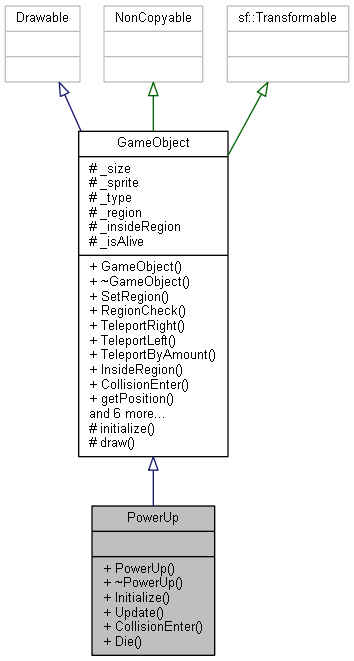 Drawable
NonCopyable
sf::Transformable
GameObject
# _size
# _sprite
# _type
# _region
# _insideRegion
# _isAlive
+ GameObject()
+ ~GameObject()
+ SetRegion()
+ RegionCheck()
+ TeleportRight()
+ TeleportLeft()
+ TeleportByAmount()
+ InsideRegion()
+ CollisionEnter()
+ getPosition()
and 6 more...
# initialize()
# draw()
PowerUp
+ PowerUp()
+ ~PowerUp()
+ Initialize()
+ Update()
+ CollisionEnter()
+ Die()